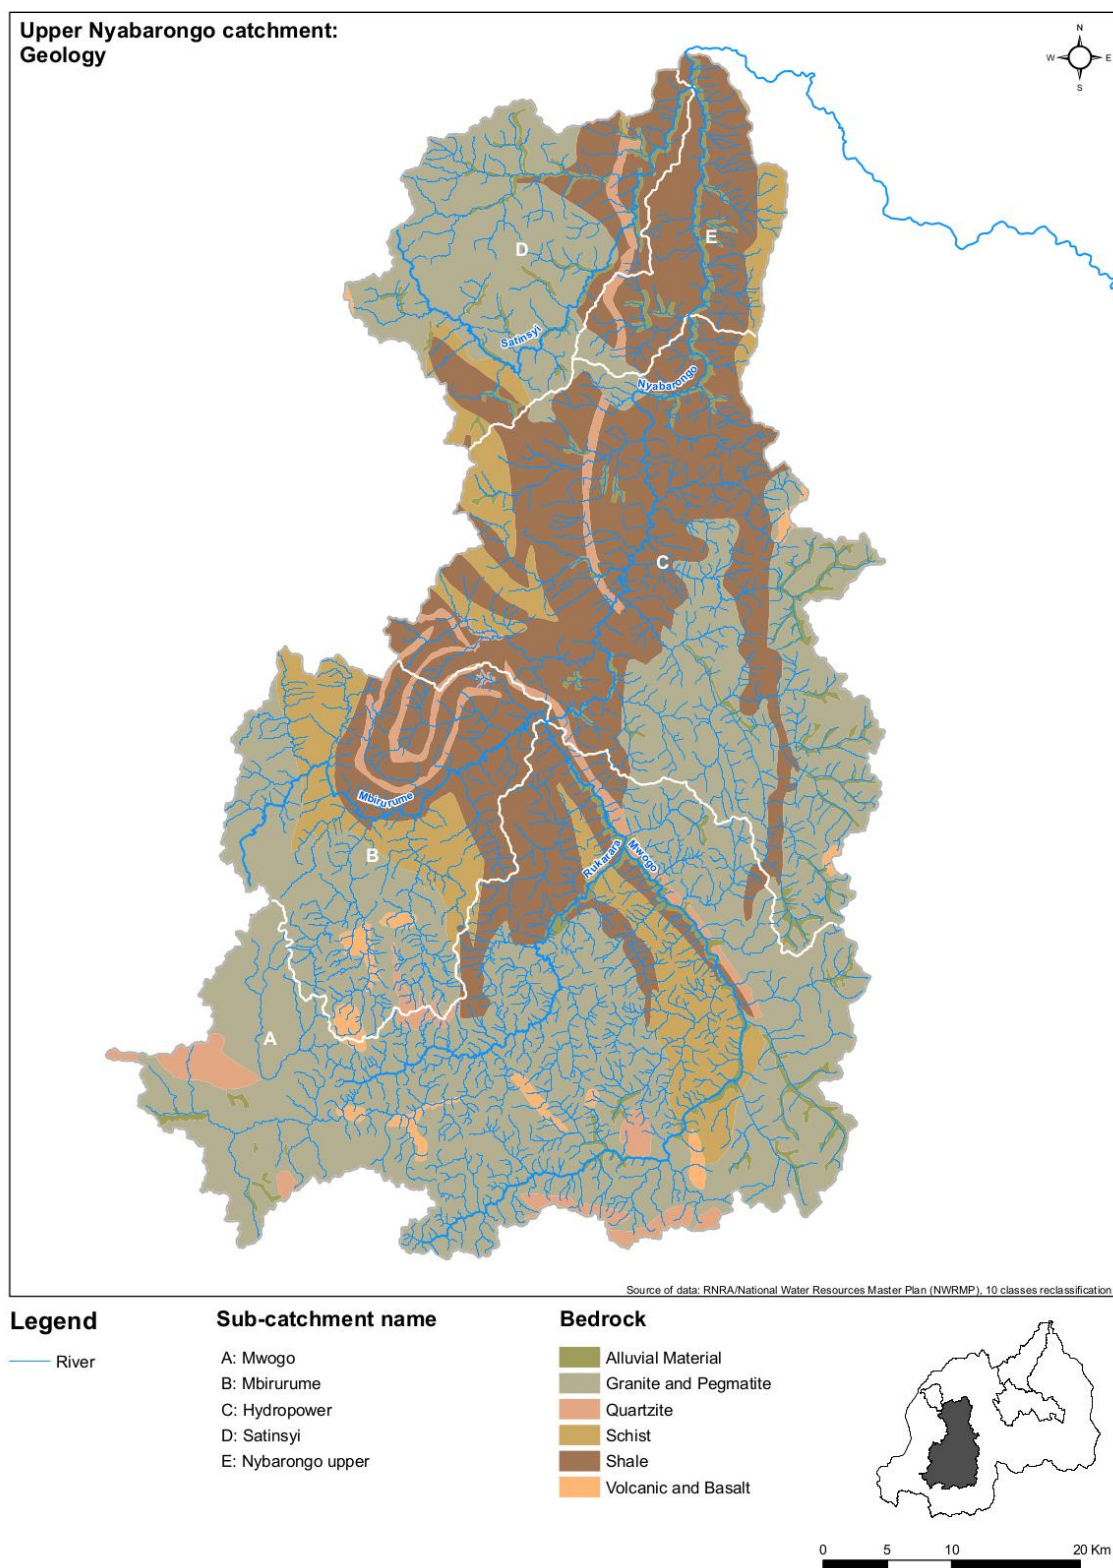 Upper Nyabarongo catchment:
Geology
N
W
E
S
D
E
Satinsyi
Nyabarongo
C
Mbirurume
B
Rukarara
Mwogo
A
Source of data: RNRA/National Water Resources Master Plan (NWRMP), 10 classes reclassification
Legend
River
Sub-catchment name
A: Mwogo
B: Mbirurume
C: Hydropower
D: Satinsyi
E: Nybarongo upper
Bedrock
Alluvial Material
Granite and Pegmatite
Quartzite
Schist
Shale
Volcanic and Basalt
0 5 10 20 Km